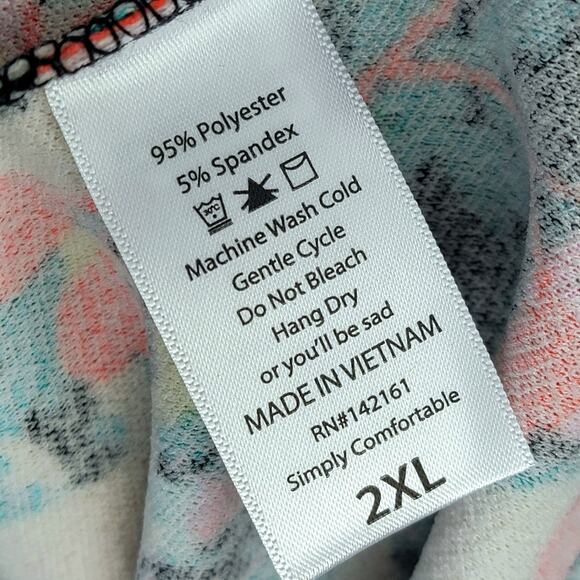 95% Polyester
5% Spandex
30°C
Machine Wash Cold
Gentle Cycle
Do Not Bleach
Hang Dry
or you'll be sad
MADE IN VIETNAM
RN#142161
Simply Comfortable
2XL